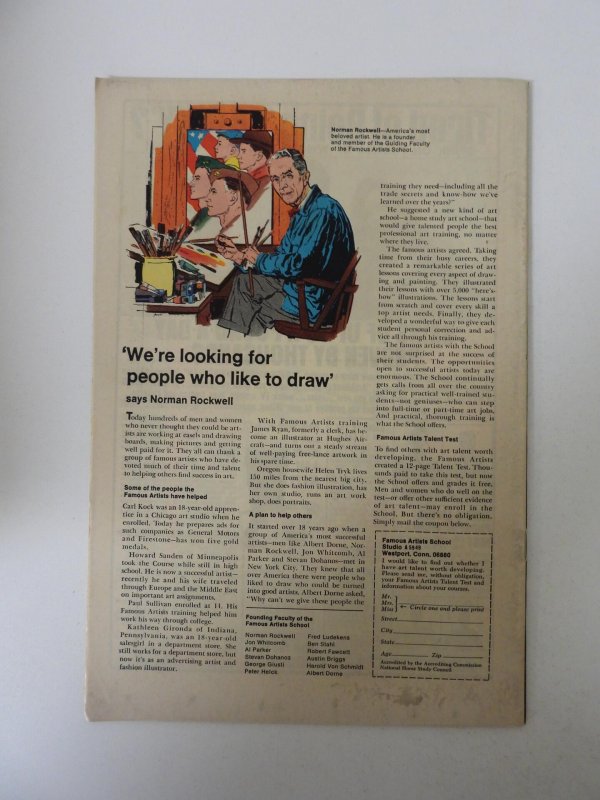 Norman Rockwell—America's most
beloved artist. He is a founder
and member of the Guiding Faculty
of the Famous Artists School.
'We're looking for
people who like to draw'
says Norman Rockwell
Today hundreds of men and women
who never thought they could be art-
ists are working at easels and drawing
boards, making pictures and getting
well paid for it. They all can thank a
group of famous artists who have de-
voted much of their time and talent
to helping others find success in art.
Some of the people the
Famous Artists have helped
Carl Kock was an 18-year-old appren-
tice in a Chicago art studio when he
enrolled. Today he prepares ads for
such companies as General Motors
and Firestone—has won five gold
medals.
Howard Sanden of Minneapolis
took the Course while still in high
school. He is now a successful artist—
recently he and his wife traveled
through Europe and the Middle East
on important art assignments.
Paul Sullivan enrolled at 14. His
Famous Artists training helped him
work his way through college.
Kathleen Gironda of Indiana,
Pennsylvania, was an 18-year-old
salesgirl in a department store. She
still works for a department store, but
now it's as an advertising artist and
fashion illustrator.
With Famous Artists training
James Ryan, formerly a clerk, has be-
come an illustrator at Hughes Air-
craft—and turns out a steady stream
of well-paying free-lance artwork in
his spare time.
Oregon housewife Helen Tryk lives
150 miles from the nearest big city.
But she does fashion illustration, has
her own studio, runs an art work
shop, does portraits.
A plan to help others
It started over 18 years ago when a
group of America's most successful
artists—men like Albert Dorne, Nor-
man Rockwell, Jon Whitcomb, Al
Parker and Stevan Dohanos—met in
New York City. They knew that all
over America there were people who
liked to draw who could be turned
into good artists. Albert Dorne asked,
"Why can't we give these people the
Founding Faculty of the
Famous Artists School
Norman Rockwell
Jon Whitcomb
Al Parker
Stevan Dohanos
George Giusti
Peter Helck
Fred Ludekens
Ben Stahl
Robert Fawcett
Austin Briggs
Harold Von Schmidt
Albert Dorne
training they need—including all the
trade secrets and know-how we've
learned over the years?"
He suggested a new kind of art
school—a home study art school—that
would give talented people the best
professional art training, no matter
where they live.
The famous artists agreed. Taking
time from their busy careers, they
created a remarkable series of art
lessons covering every aspect of draw-
ing and painting. They illustrated
their lessons with over 5,000 "here's-
how" illustrations. The lessons start
from scratch and cover every skill a
top artist needs. Finally, they de-
veloped a wonderful way to give each
student personal correction and ad-
vice all through his training.
The famous artists with the School
are not surprised at the success of
their students. The opportunities
open to successful artists today are
enormous. The School continually
gets calls from all over the country
asking for practical well-trained stu-
dents—not geniuses—who can step
into full-time or part-time art jobs.
And practical, thorough training is
what the School offers.
Famous Artists Talent Test
To find others with art talent worth
developing, the Famous Artists
created a 12-page Talent Test. Thou-
sands paid to take this test, but now
the School offers and grades it free.
Men and women who do well on the
test—or offer other sufficient evidence
of art talent—may enroll in the
School. But there's no obligation.
Simply mail the coupon below.
Famous Artists School
Westport, Conn. 06880
I would like to find out whether I
have art talent worth developing.
Please send me, without obligation,
your Famous Artists Talent Test and
information about your courses.
Mr.
Mrs.
Miss ← Circle one and please print
Street
City
State
Age Zip
Accredited by the Accrediting Commission
National Home Study Council